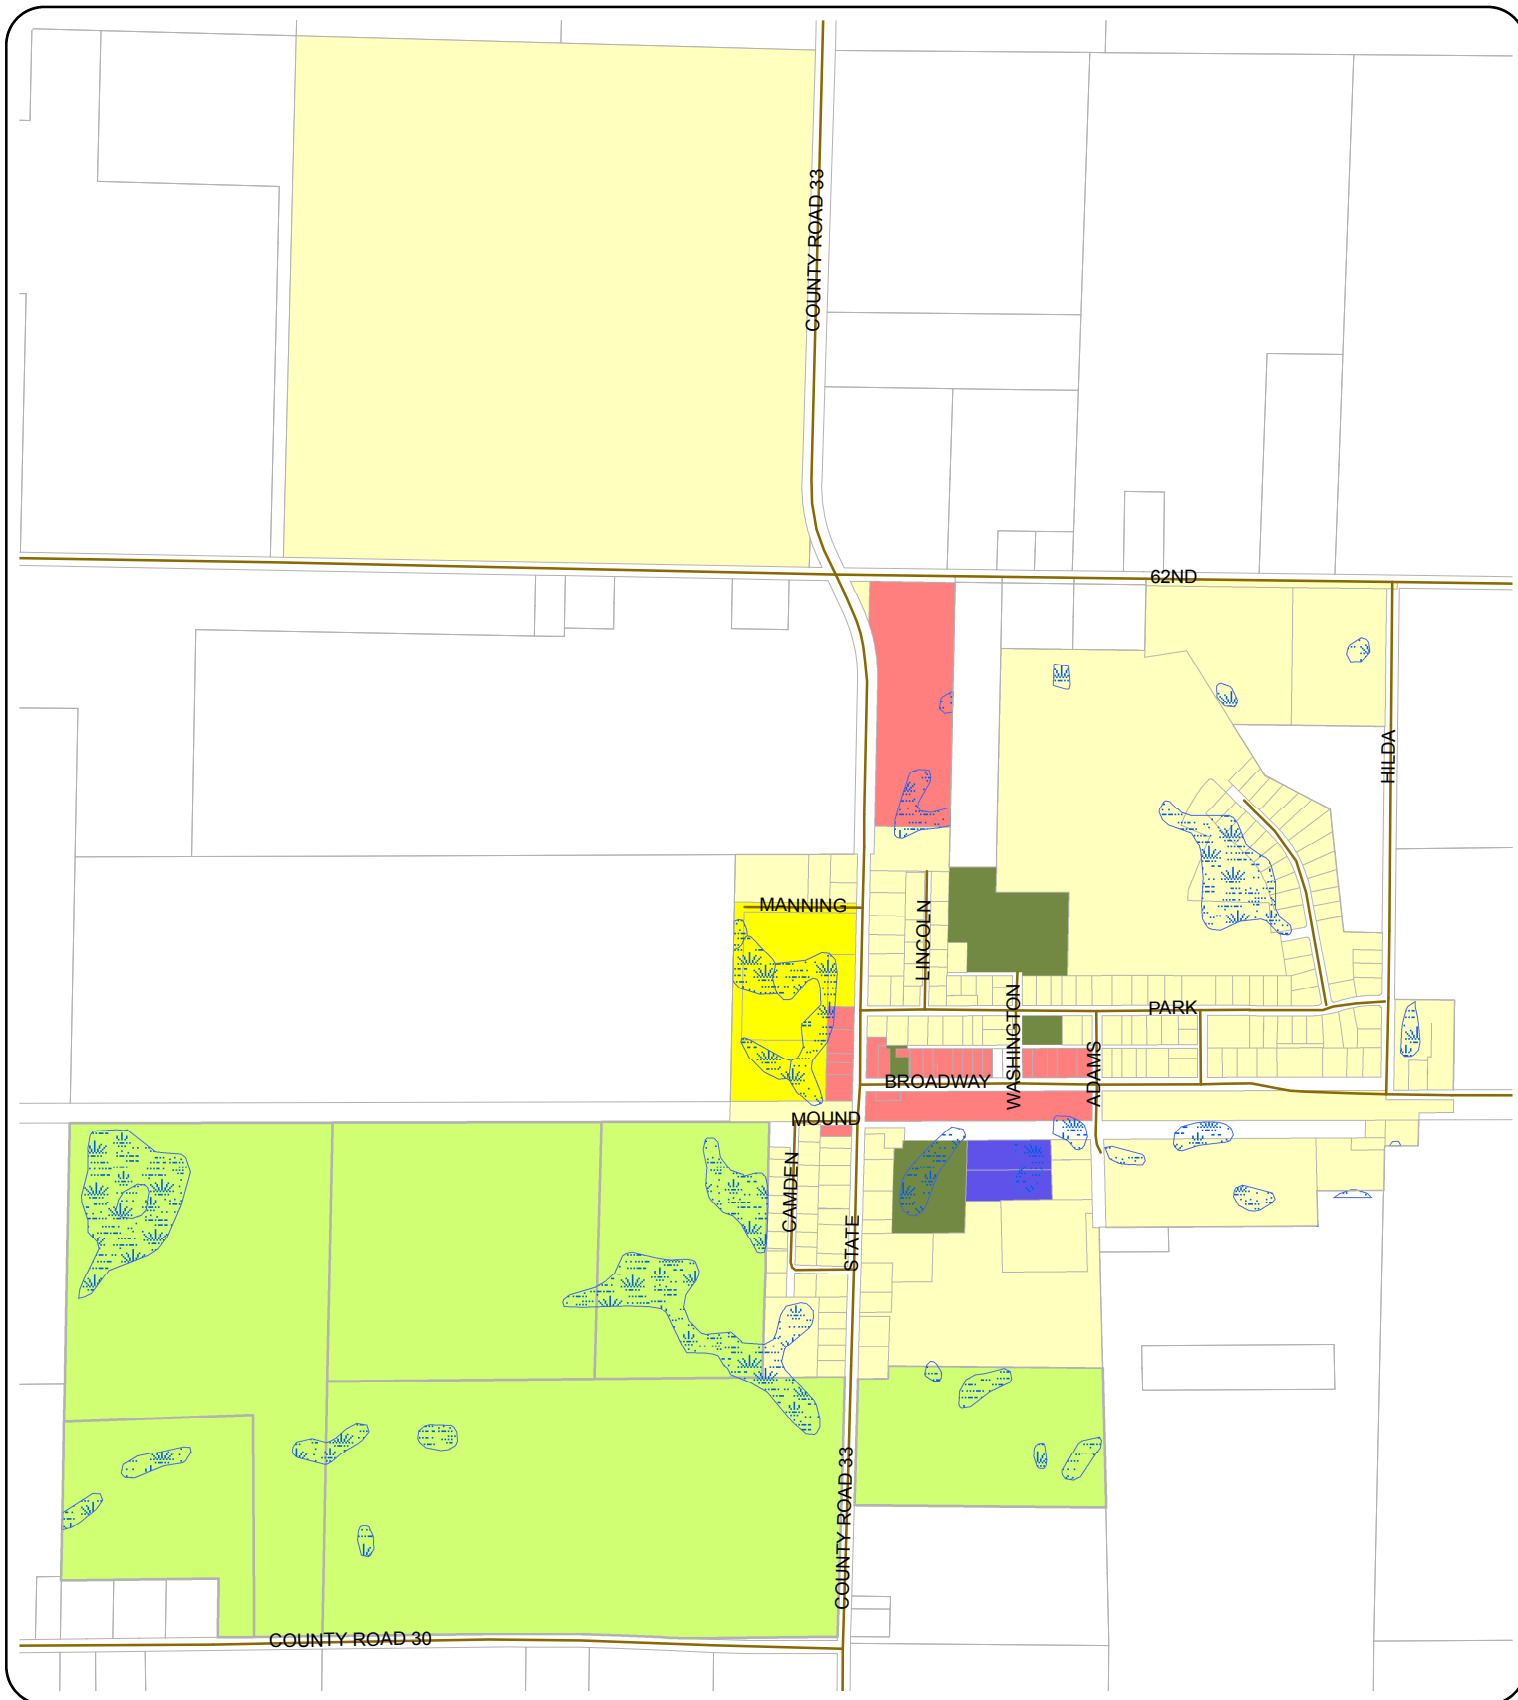 COUNTY ROAD 33
62ND
HILDA
MANNING
LINCOLN
WASHINGTON
PARK
ADAMS
BROADWAY
MOUND
CAMDEN
STATE
COUNTY ROAD 33
COUNTY ROAD 30